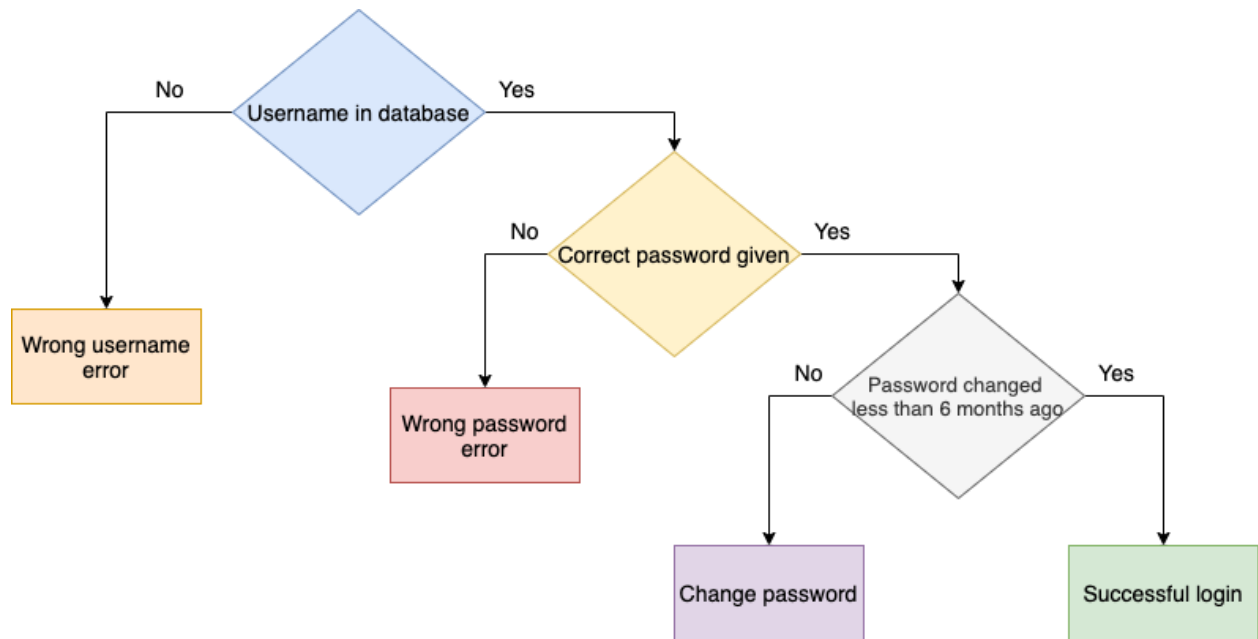 No
Yes
Username in database
No
Yes
Correct password given
Wrong username
error
No
Yes
Password changed
less than 6 months ago
Wrong password
error
Change password
Successful login